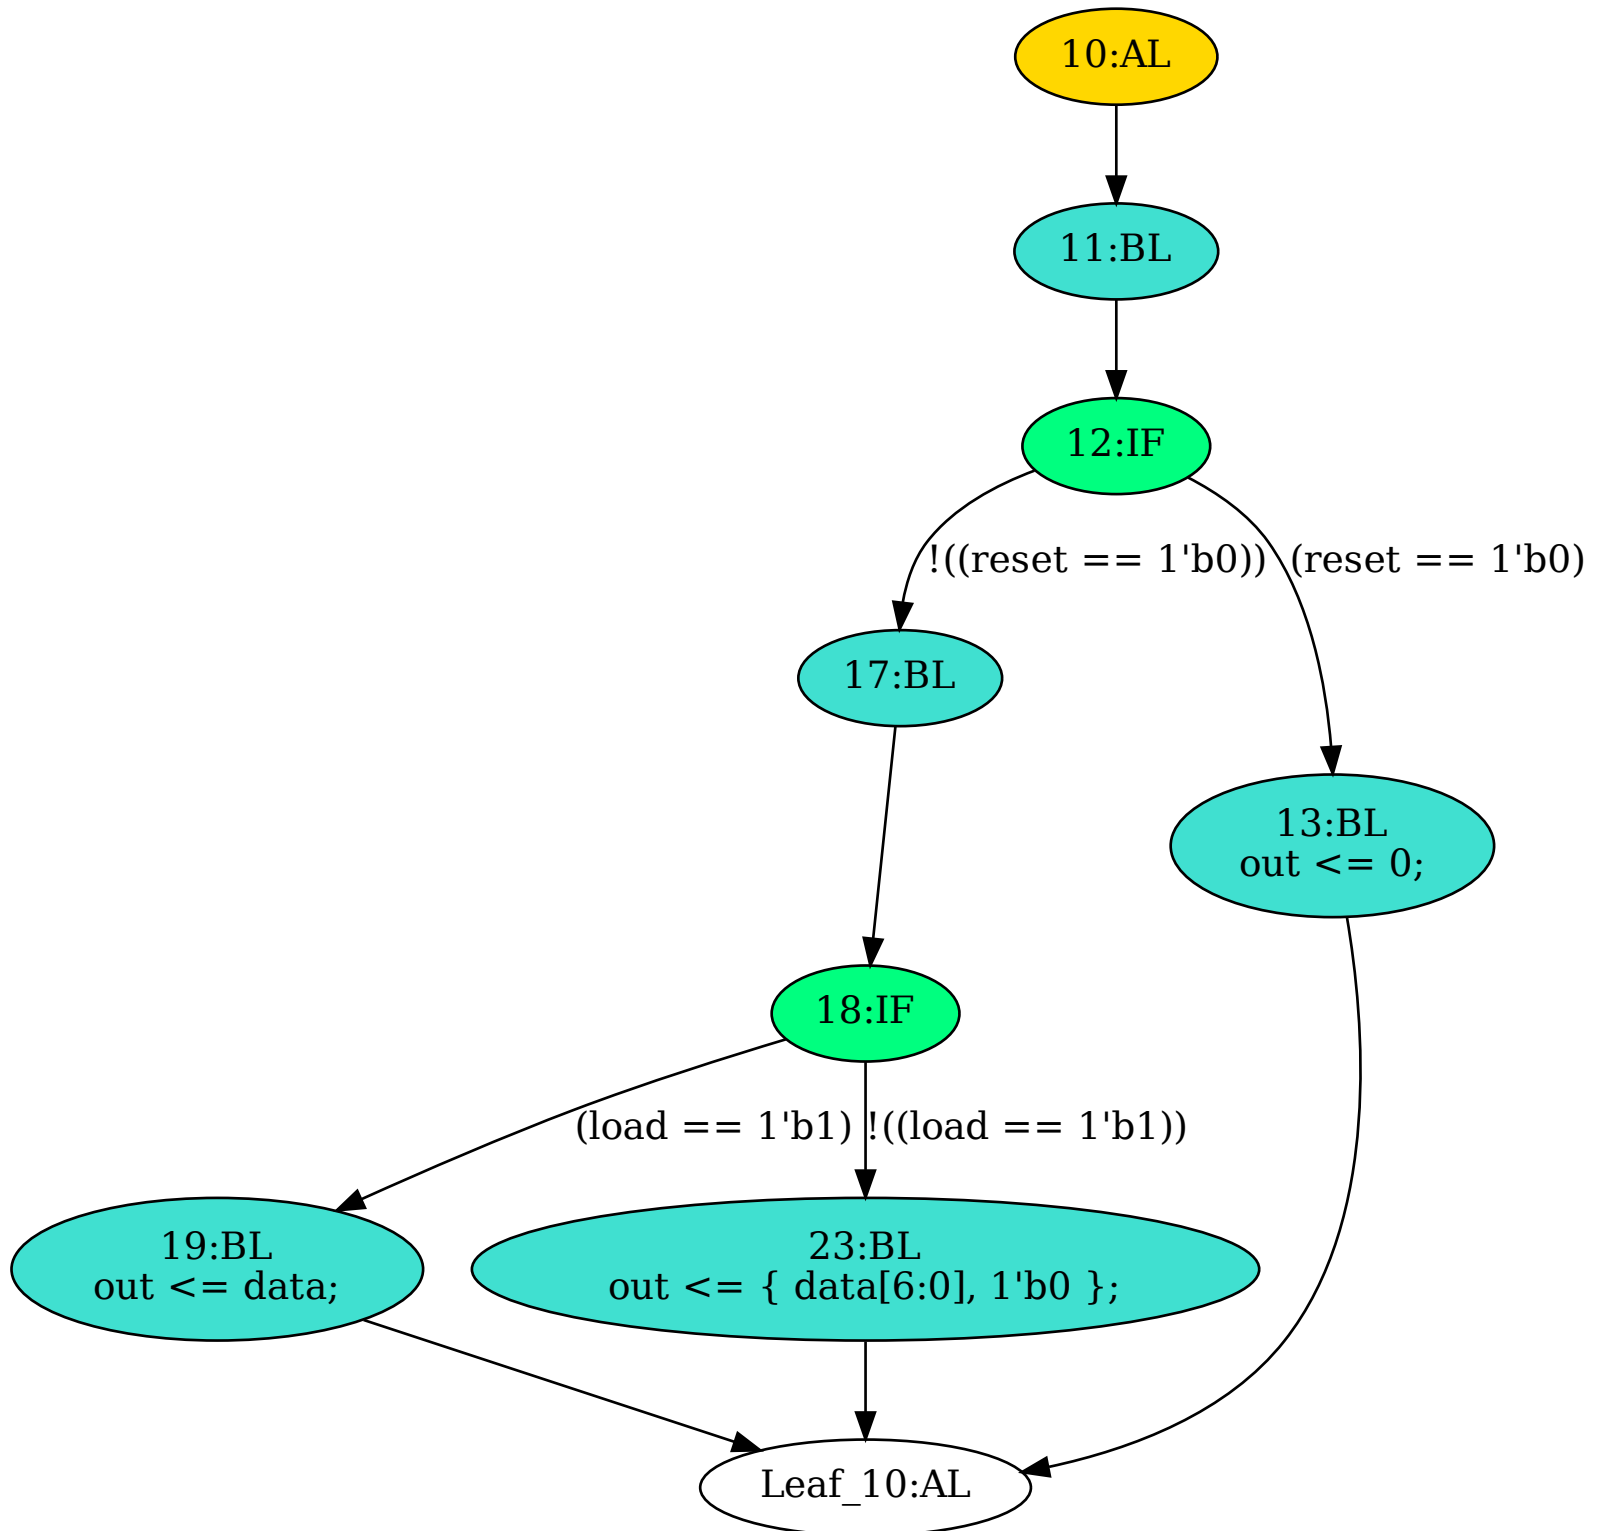 10:AL
11:BL
12:IF
!((reset == 1'b0))
(reset == 1'b0)
17:BL
13:BL
out <= 0;
18:IF
(load == 1'b1)
!((load == 1'b1))
19:BL
out <= data;
23:BL
out <= { data[6:0], 1'b0 };
Leaf_10:AL